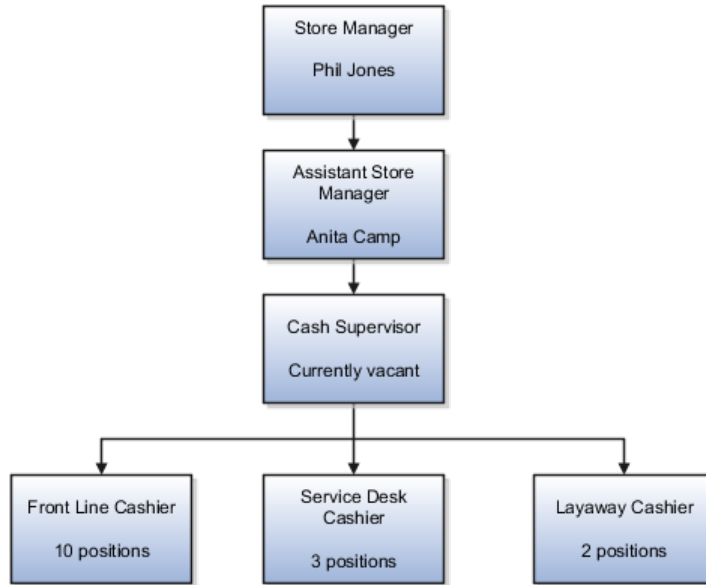 Store Manager
Phil Jones
Assistant Store
Manager
Anita Camp
Cash Supervisor
Currently vacant
Front Line Cashier
10 positions
Service Desk
Cashier
3 positions
Layaway Cashier
2 positions